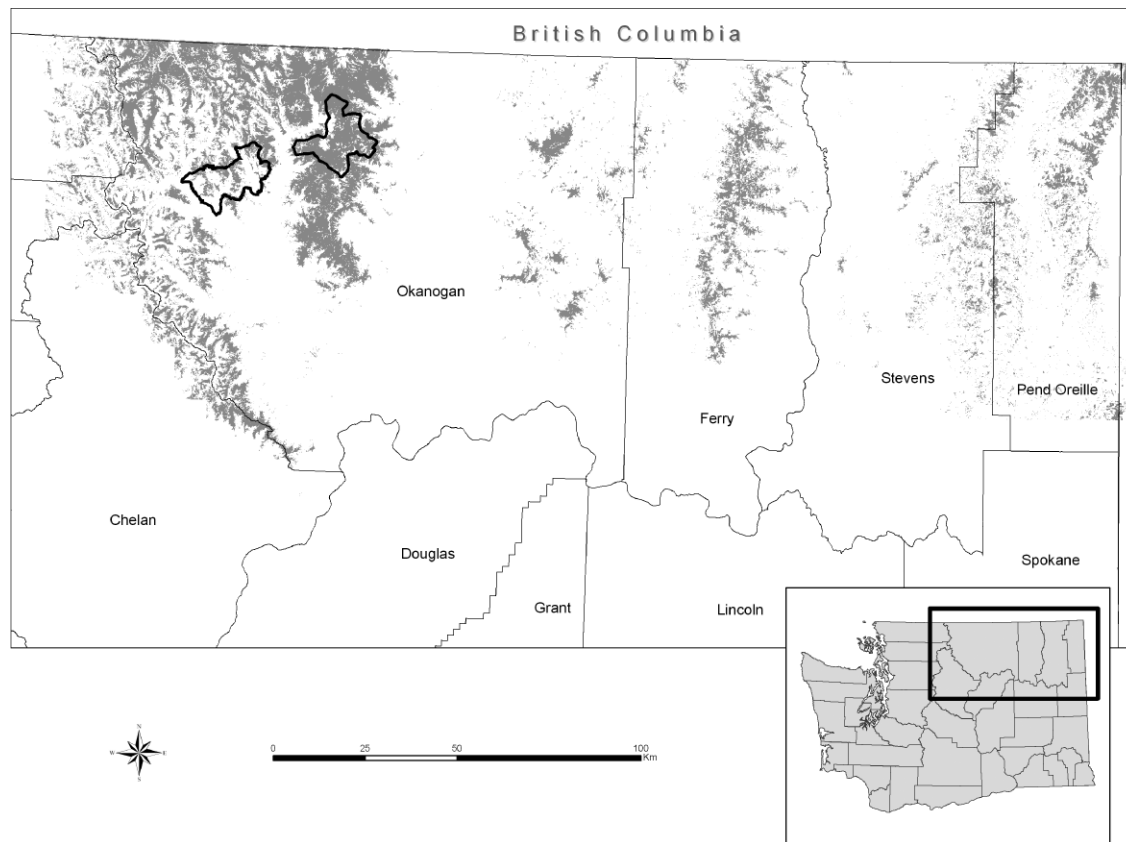 British Columbia
Okanogan
Stevens
Pend Oreille
Ferry
Chelan
Douglas
Spokane
Grant
Lincoln
N
W
E
S
0 25 50 100
Km